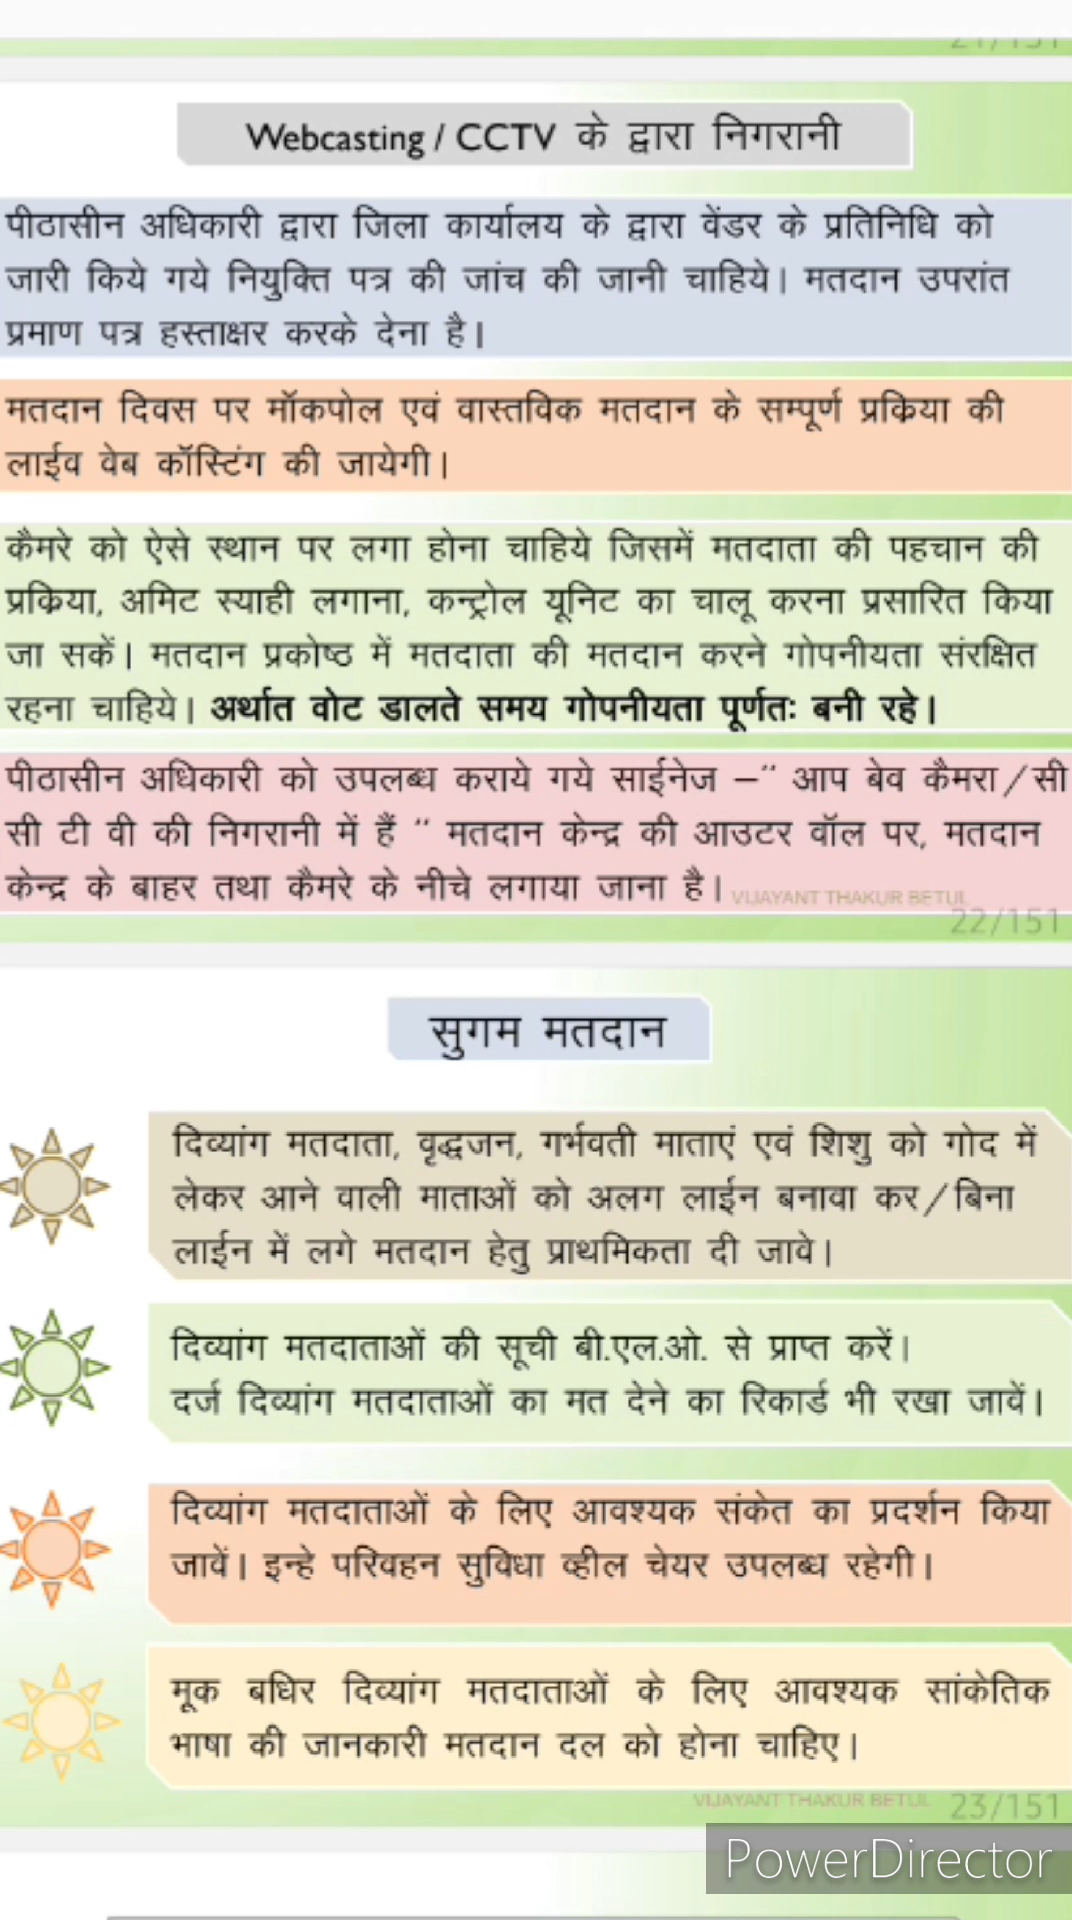 Webcasting / CCTV के द्वारा निगरानी
पीठासीन अधिकारी द्वारा जिला कार्यालय के द्वारा वेंडर के प्रतिनिधि को
जारी किये गये नियुक्ति पत्र की जांच की जानी चाहिये। मतदान उपरांत
प्रमाण पत्र हस्ताक्षर करके देना है।
मतदान दिवस पर मॉकपोल एवं वास्तविक मतदान के सम्पूर्ण प्रक्रिया की
लाईव वेब कॉस्टिंग की जायेगी।
कैमरे को ऐसे स्थान पर लगा होना चाहिये जिसमें मतदाता की पहचान की
प्रक्रिया, अमिट स्याही लगाना, कन्ट्रोल यूनिट का चालू करना प्रसारित किया
जा सकें। मतदान प्रकोष्ठ में मतदाता की मतदान करने गोपनीयता संरक्षित
रहना चाहिये। अर्थात वोट डालते समय गोपनीयता पूर्णतः बनी रहे।
पीठासीन अधिकारी को उपलब्ध कराये गये साईनेज –" आप बेव कैमरा/सी
सी टी वी की निगरानी में हैं " मतदान केन्द्र की आउटर वॉल पर, मतदान
केन्द्र के बाहर तथा कैमरे के नीचे लगाया जाना है।
VIJAYANT THAKUR BETUL
22/151
सुगम मतदान
दिव्यांग मतदाता, वृद्धजन, गर्भवती माताएं एवं शिशु को गोद में
लेकर आने वाली माताओं को अलग लाईन बनावा कर/बिना
लाईन में लगे मतदान हेतु प्राथमिकता दी जावे।
दिव्यांग मतदाताओं की सूची बी.एल.ओ. से प्राप्त करें।
दर्ज दिव्यांग मतदाताओं का मत देने का रिकार्ड भी रखा जावें।
दिव्यांग मतदाताओं के लिए आवश्यक संकेत का प्रदर्शन किया
जावें। इन्हे परिवहन सुविधा व्हील चेयर उपलब्ध रहेगी।
मूक बधिर दिव्यांग मतदाताओं के लिए आवश्यक सांकेतिक
भाषा की जानकारी मतदान दल को होना चाहिए।
VIJAYANT THAKUR BETUL
23/151
PowerDirector